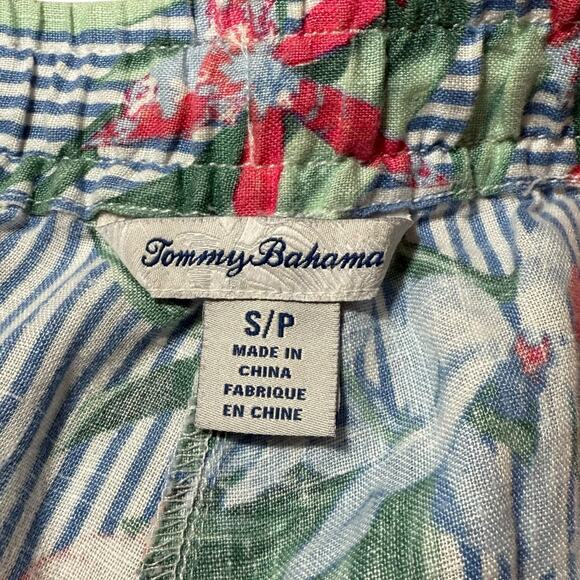 Tommy Bahama
S/P
MADE IN
CHINA
FABRIQUE
EN CHINE